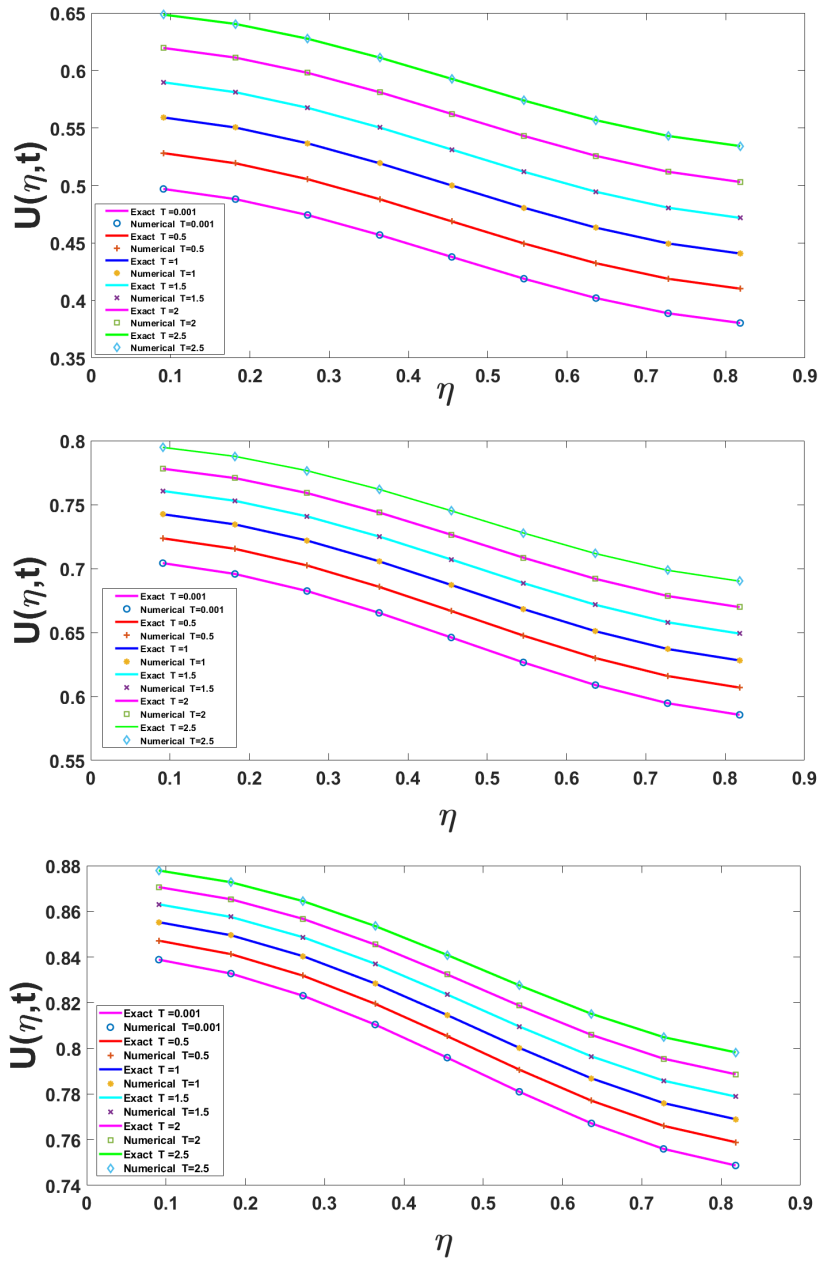 0.65
0.6
0.55
0.5
0.45
0.4
0.35
U(η,t)
Exact T =0.001
Numerical T=0.001
Exact T =0.5
Numerical T=0.5
Exact T =1
Numerical T=1
Exact T =1.5
Numerical T=1.5
Exact T =2
Numerical T=2
Exact T =2.5
Numerical T=2.5
0 0.1 0.2 0.3 0.4 0.5 0.6 0.7 0.8 0.9
η
0.8
0.75
0.7
0.65
0.6
0.55
U(η,t)
Exact T =0.001
Numerical T=0.001
Exact T =0.5
Numerical T=0.5
Exact T =1
Numerical T=1
Exact T =1.5
Numerical T=1.5
Exact T =2
Numerical T=2
Exact T =2.5
Numerical T=2.5
0 0.1 0.2 0.3 0.4 0.5 0.6 0.7 0.8 0.9
η
0.88
0.86
0.84
0.82
0.8
0.78
0.76
0.74
U(η,t)
Exact T =0.001
Numerical T=0.001
Exact T =0.5
Numerical T=0.5
Exact T =1
Numerical T=1
Exact T =1.5
Numerical T=1.5
Exact T =2
Numerical T=2
Exact T =2.5
Numerical T=2.5
0 0.1 0.2 0.3 0.4 0.5 0.6 0.7 0.8 0.9
η